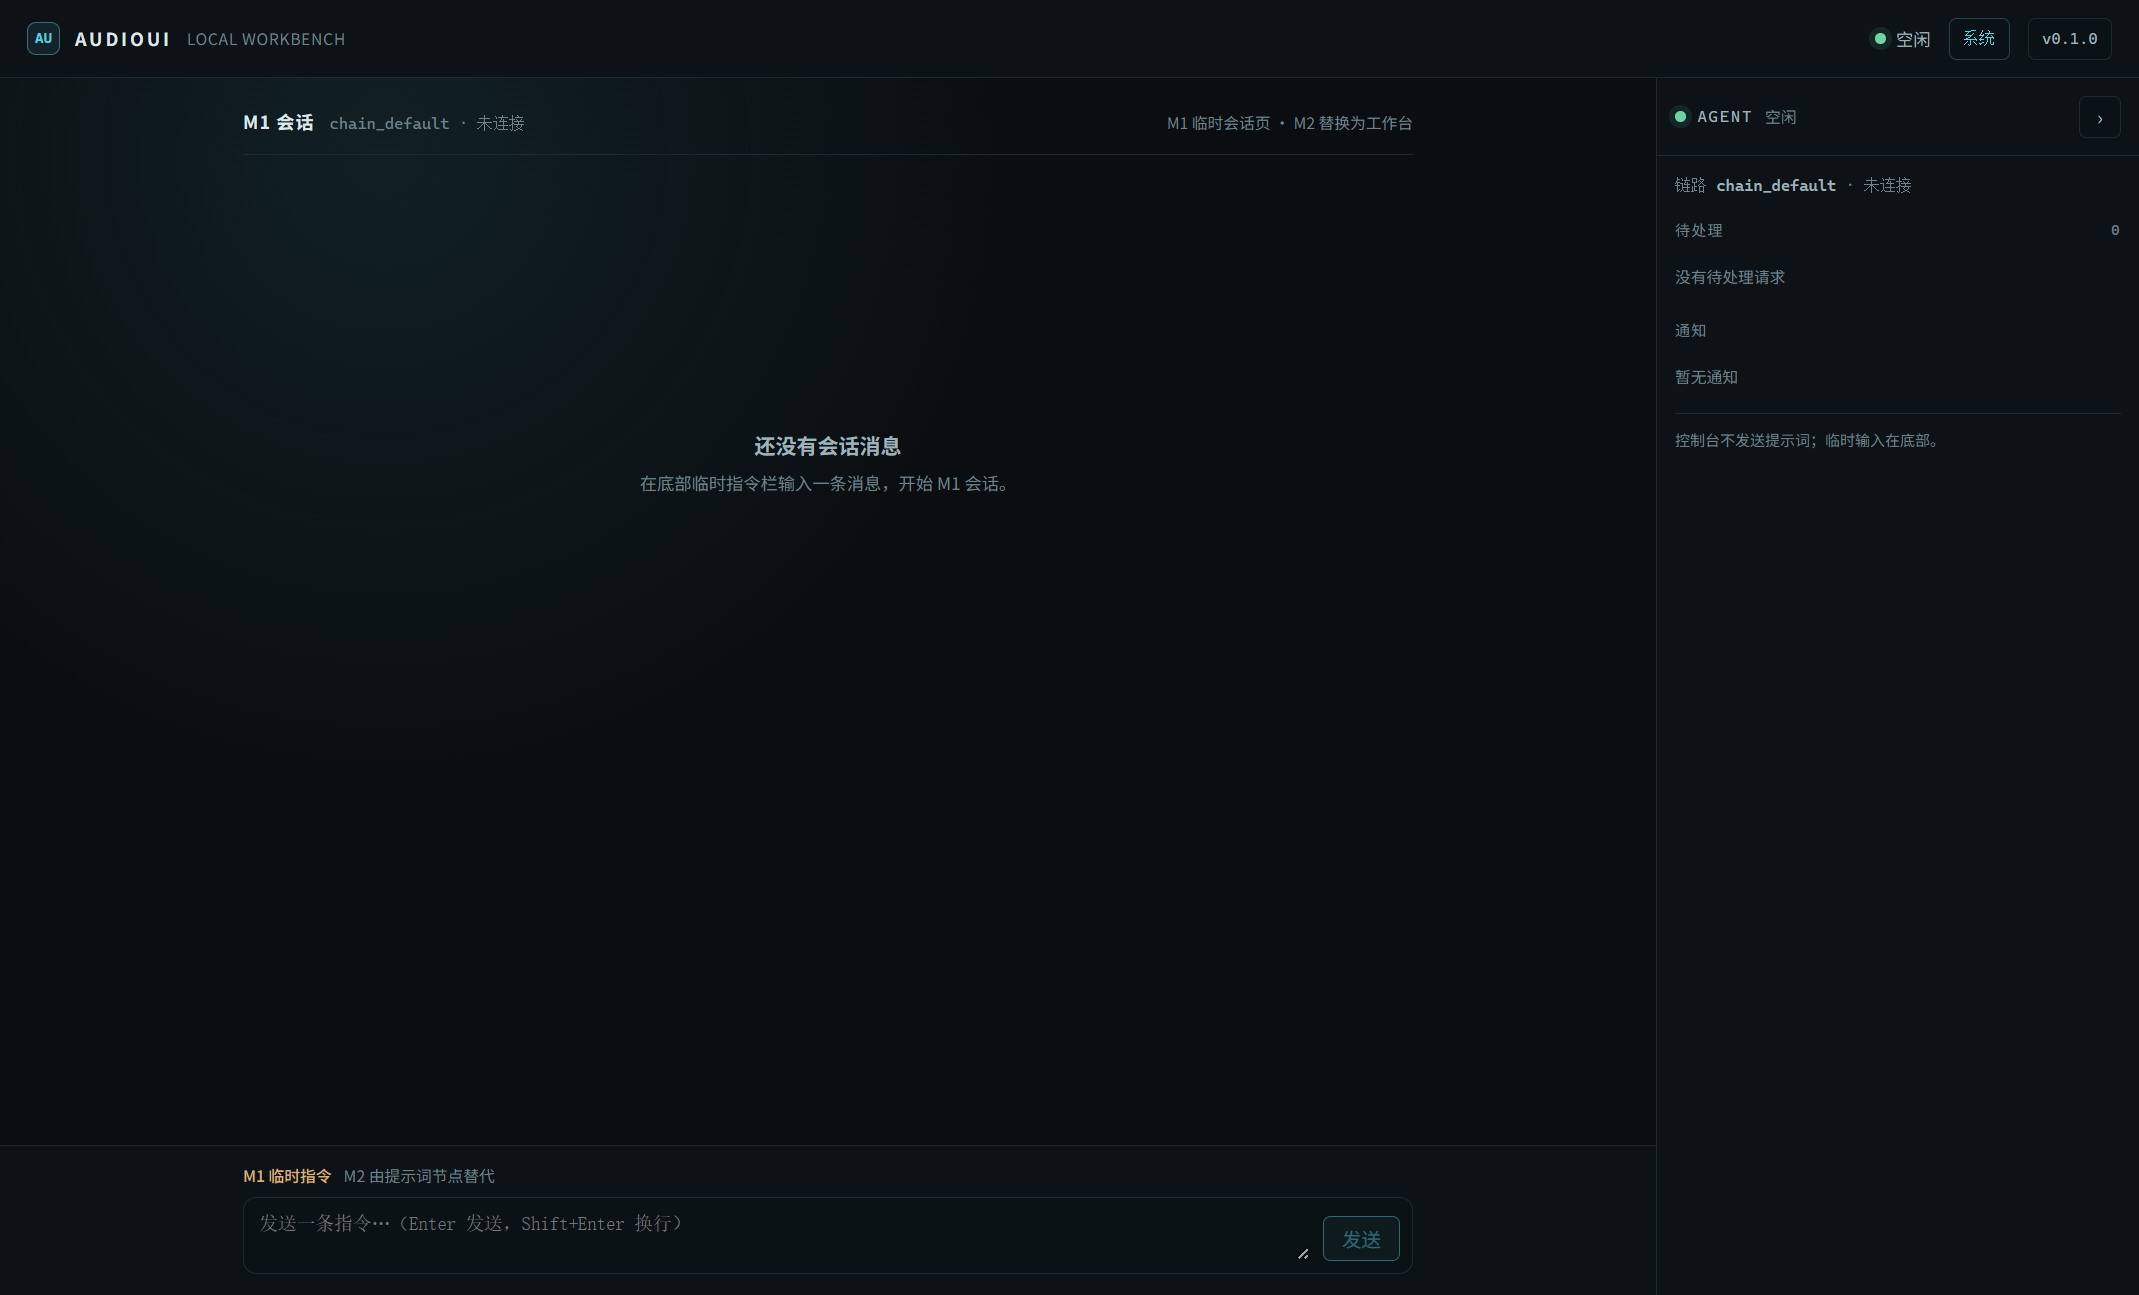 AU AUDIOUI LOCAL WORKBENCH
空闲 系统 v0.1.0
M1 会话 chain_default · 未连接
M1 临时会话页 • M2 替换为工作台
还没有会话消息
在底部临时指令栏输入一条消息，开始 M1 会话。
M1 临时指令 M2 由提示词节点替代
发送一条指令…（Enter 发送，Shift+Enter 换行）
发送
AGENT 空闲 ›
链路 chain_default · 未连接
待处理 0
没有待处理请求
通知
暂无通知
控制台不发送提示词；临时输入在底部。